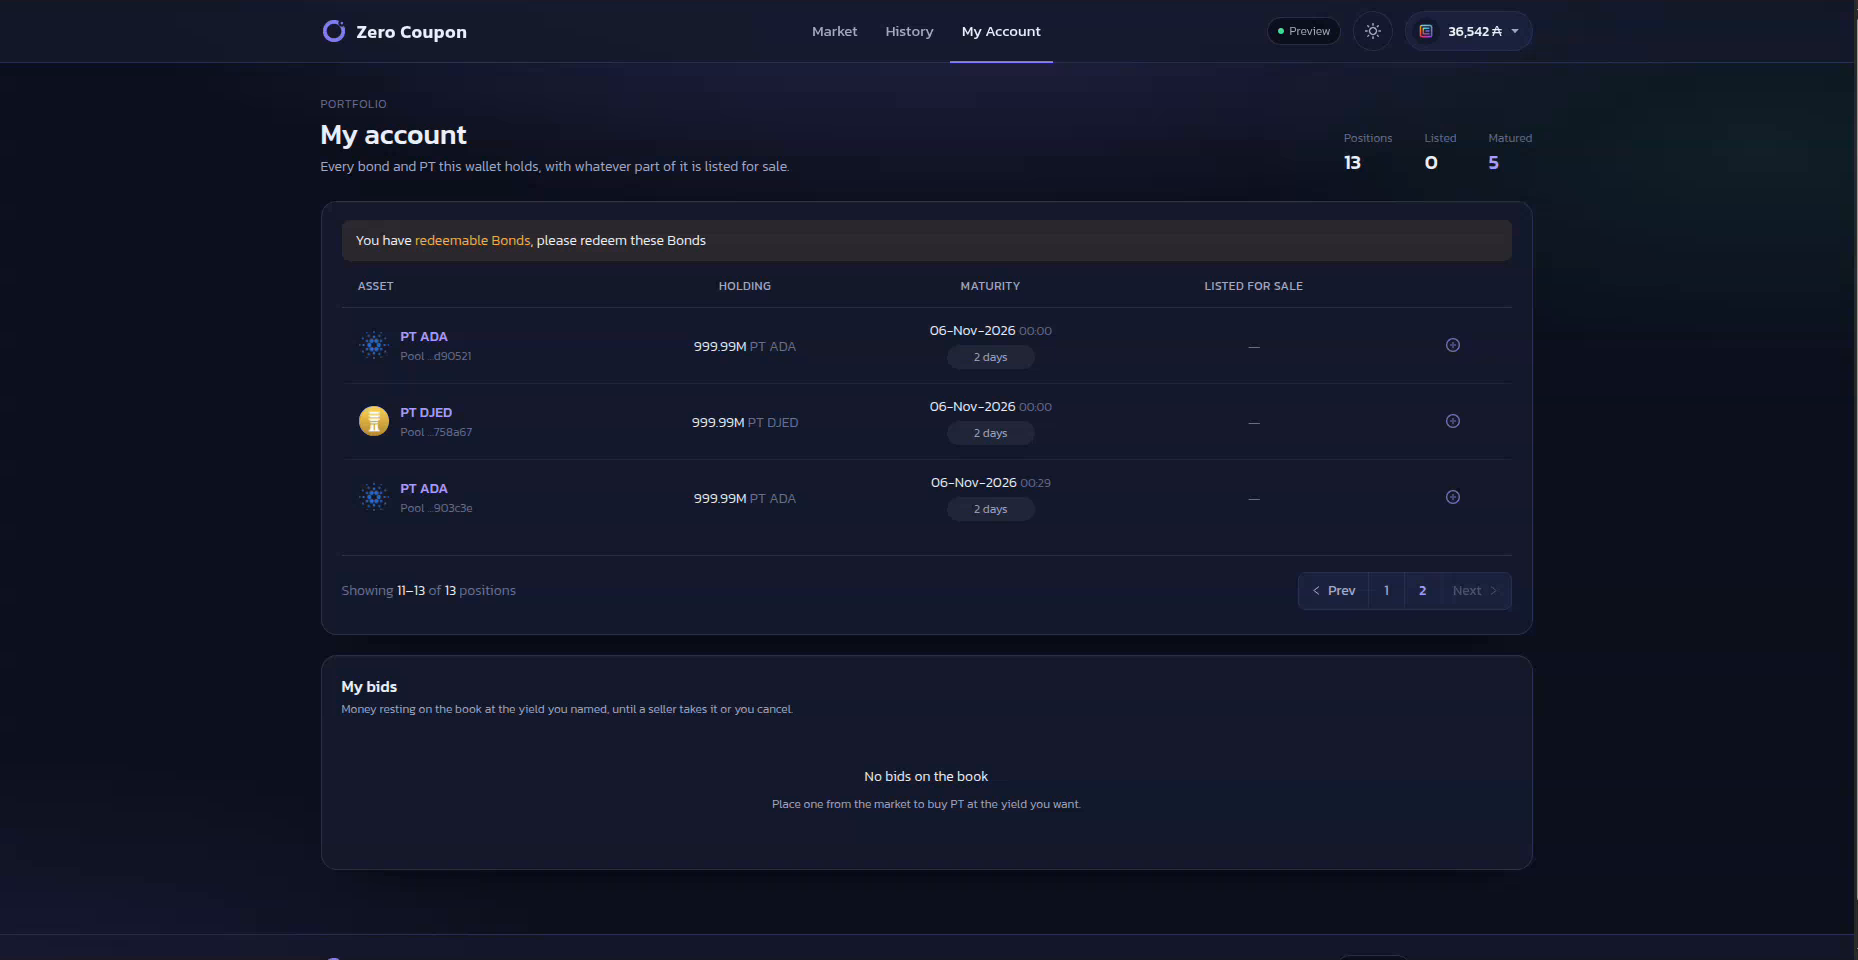 Zero Coupon
Market
History
My Account
Preview
36,542 ₳
PORTFOLIO
My account
Every bond and PT this wallet holds, with whatever part of it is listed for sale.
Positions
Listed
Matured
13
0
5
You have redeemable Bonds, please redeem these Bonds
ASSET
HOLDING
MATURITY
LISTED FOR SALE
PT ADA
Pool ...d90521
999.99M PT ADA
06-Nov-2026 00:00
2 days
—
PT DJED
Pool ...758a67
999.99M PT DJED
06-Nov-2026 00:00
2 days
—
PT ADA
Pool ...903c3e
999.99M PT ADA
06-Nov-2026 00:29
2 days
—
Showing 11–13 of 13 positions
Prev
1
2
Next
My bids
Money resting on the book at the yield you named, until a seller takes it or you cancel.
No bids on the book
Place one from the market to buy PT at the yield you want.